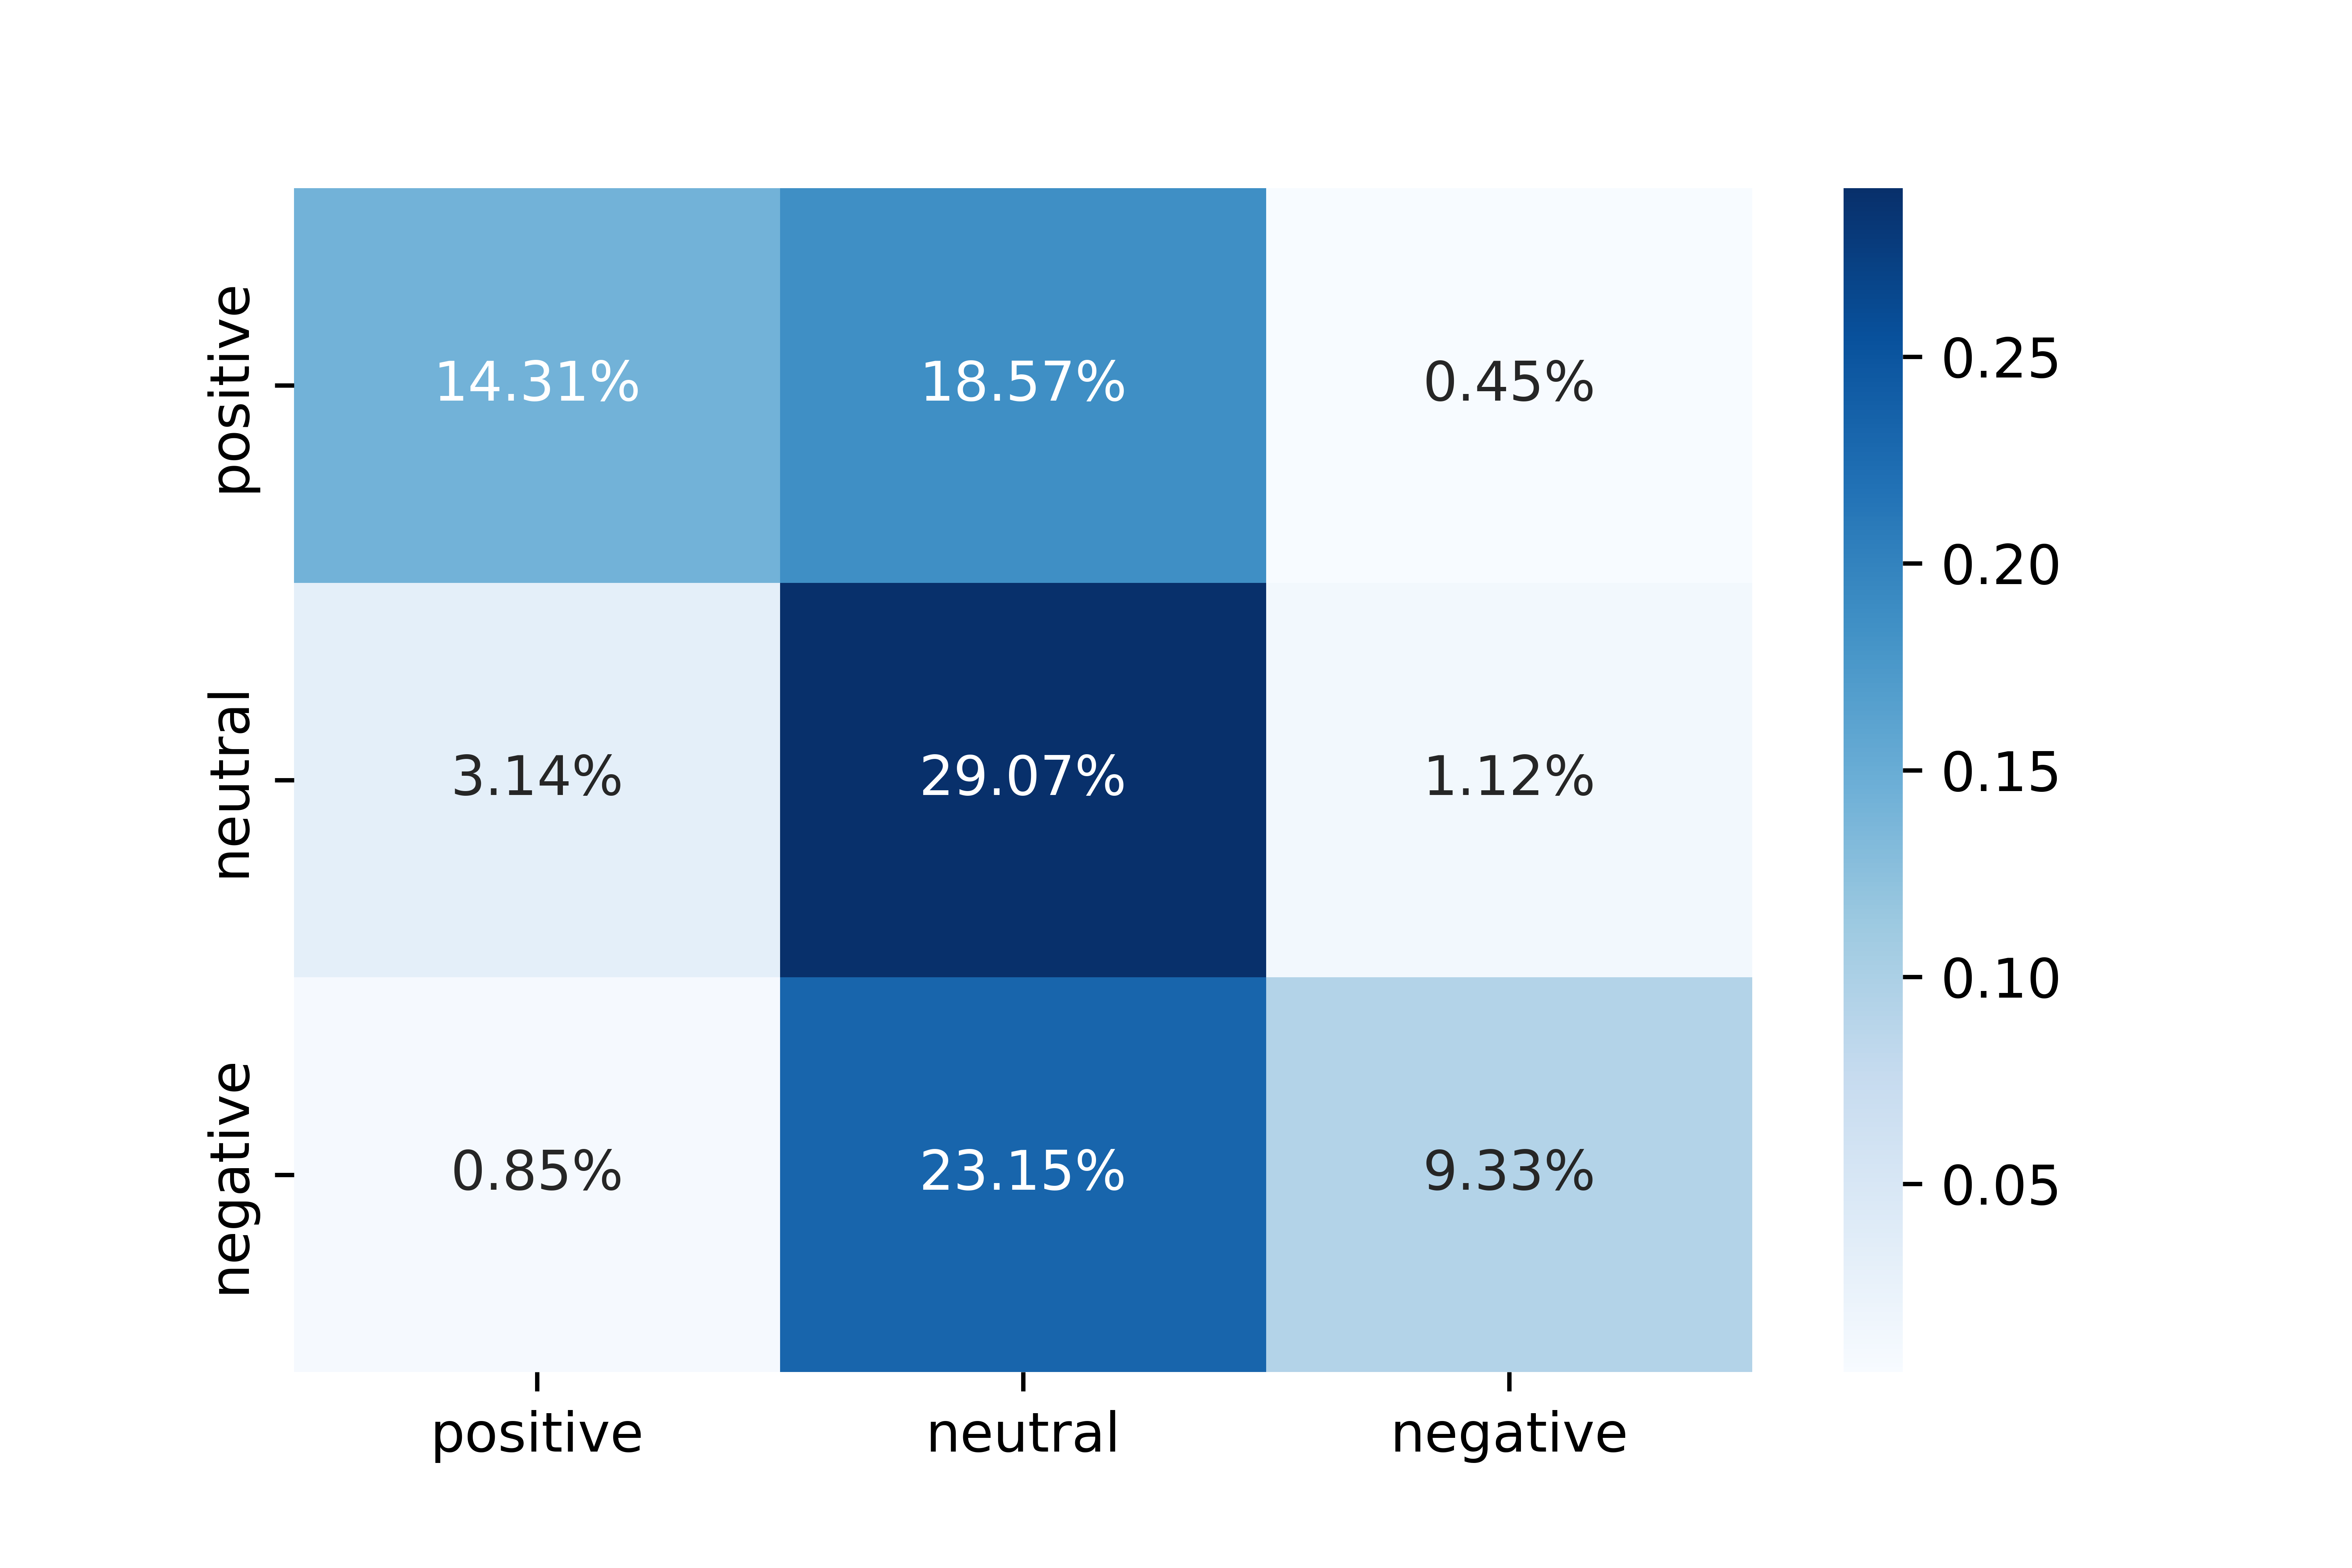 positive
14.31% 18.57% 0.45%
neutral
3.14% 29.07% 1.12%
negative
0.85% 23.15% 9.33%
positive neutral negative
0.25
0.20
0.15
0.10
0.05